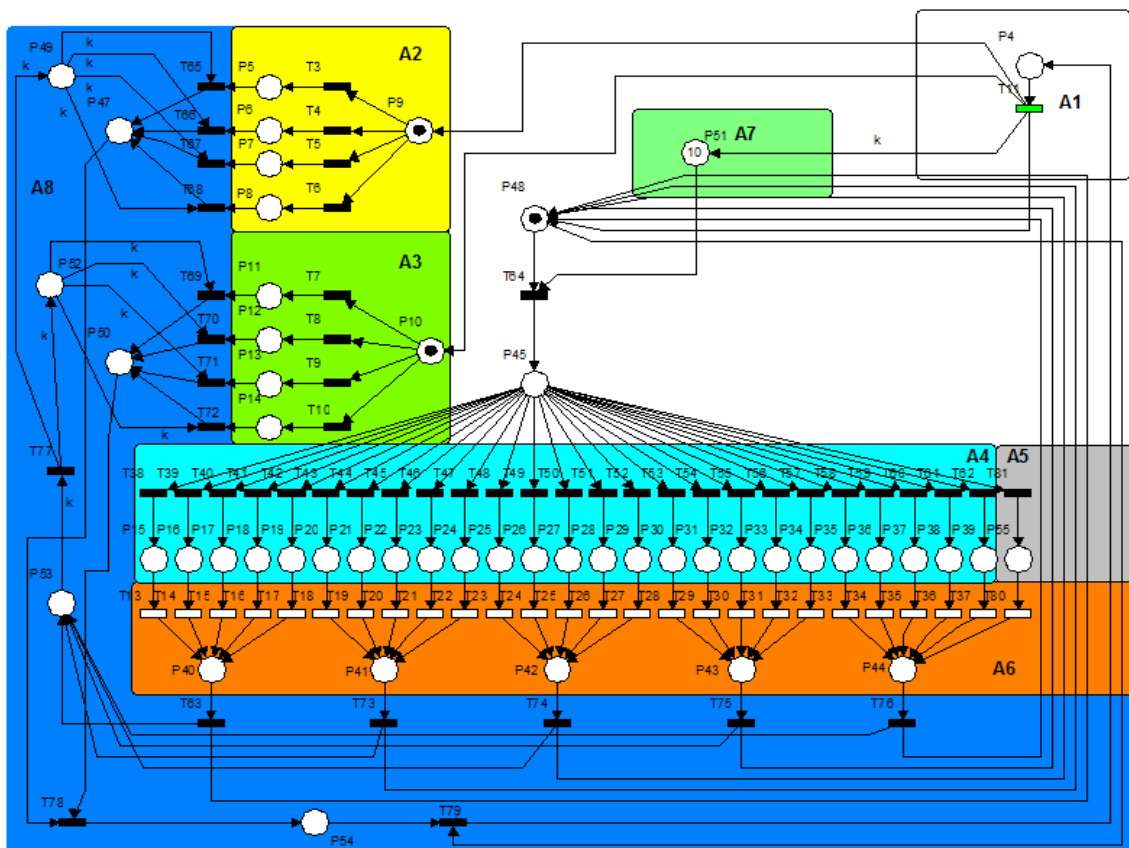 P4
P49 k A2
k k T65 P5 T3 T11 A1
k P47 P6 T4 P9
k T66 P51 A7 k
T67 P7 T5 10
A8 T68 P8 T6 P48
k
P52 T69 P11 T7 T64
k P12
k T70 T8 P10
k k P50 P13 P45
T71 T9
P14
T72 T10
k
T77 A4 A5
T38 T39 T40 T41 T42 T43 T44 T45 T46 T47 T48 T49 T50 T51 T52 T53 T54 T55 T56 T57 T58 T59 T60 T61 T62 T81
k
P15 P16 P17 P18 P19 P20 P21 P22 P23 P24 P25 P26 P27 P28 P29 P30 P31 P32 P33 P34 P35 P36 P37 P38 P39 P55
P53
T13 T14 T15 T16 T17 T18 T19 T20 T21 T22 T23 T24 T25 T26 T27 T28 T29 T30 T31 T32 T33 T34 T35 T36 T37 T80
P40 P41 P42 P43 P44 A6
T63 T73 T74 T75 T76
T78 T79
P54